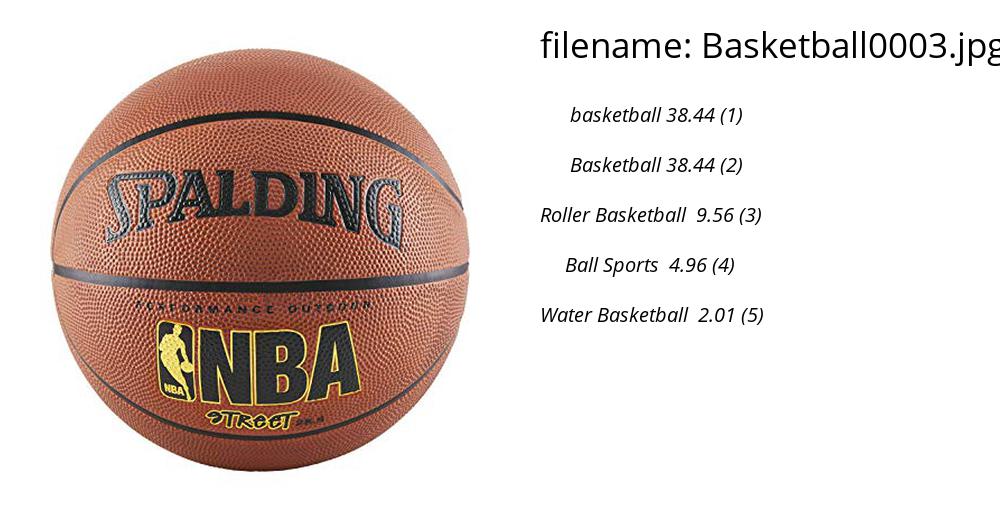 SPALDING
PERFORMANCE OUTDOOR
NBA
NBA
STREET
filename: Basketball0003.jpg
basketball 38.44 (1)
Basketball 38.44 (2)
Roller Basketball 9.56 (3)
Ball Sports 4.96 (4)
Water Basketball 2.01 (5)